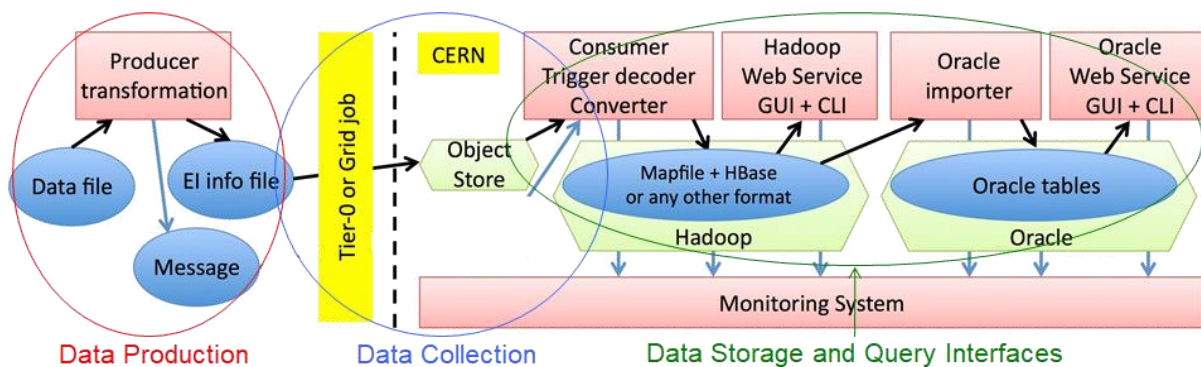 Producer
transformation
Data file
EI info file
Message
Tier-0 or Grid job
CERN
Object
Store
Consumer
Trigger decoder
Converter
Hadoop
Web Service
GUI + CLI
Oracle
importer
Oracle
Web Service
GUI + CLI
Mapfile + HBase
or any other format
Hadoop
Oracle tables
Oracle
Monitoring System
Data Production
Data Collection
Data Storage and Query Interfaces